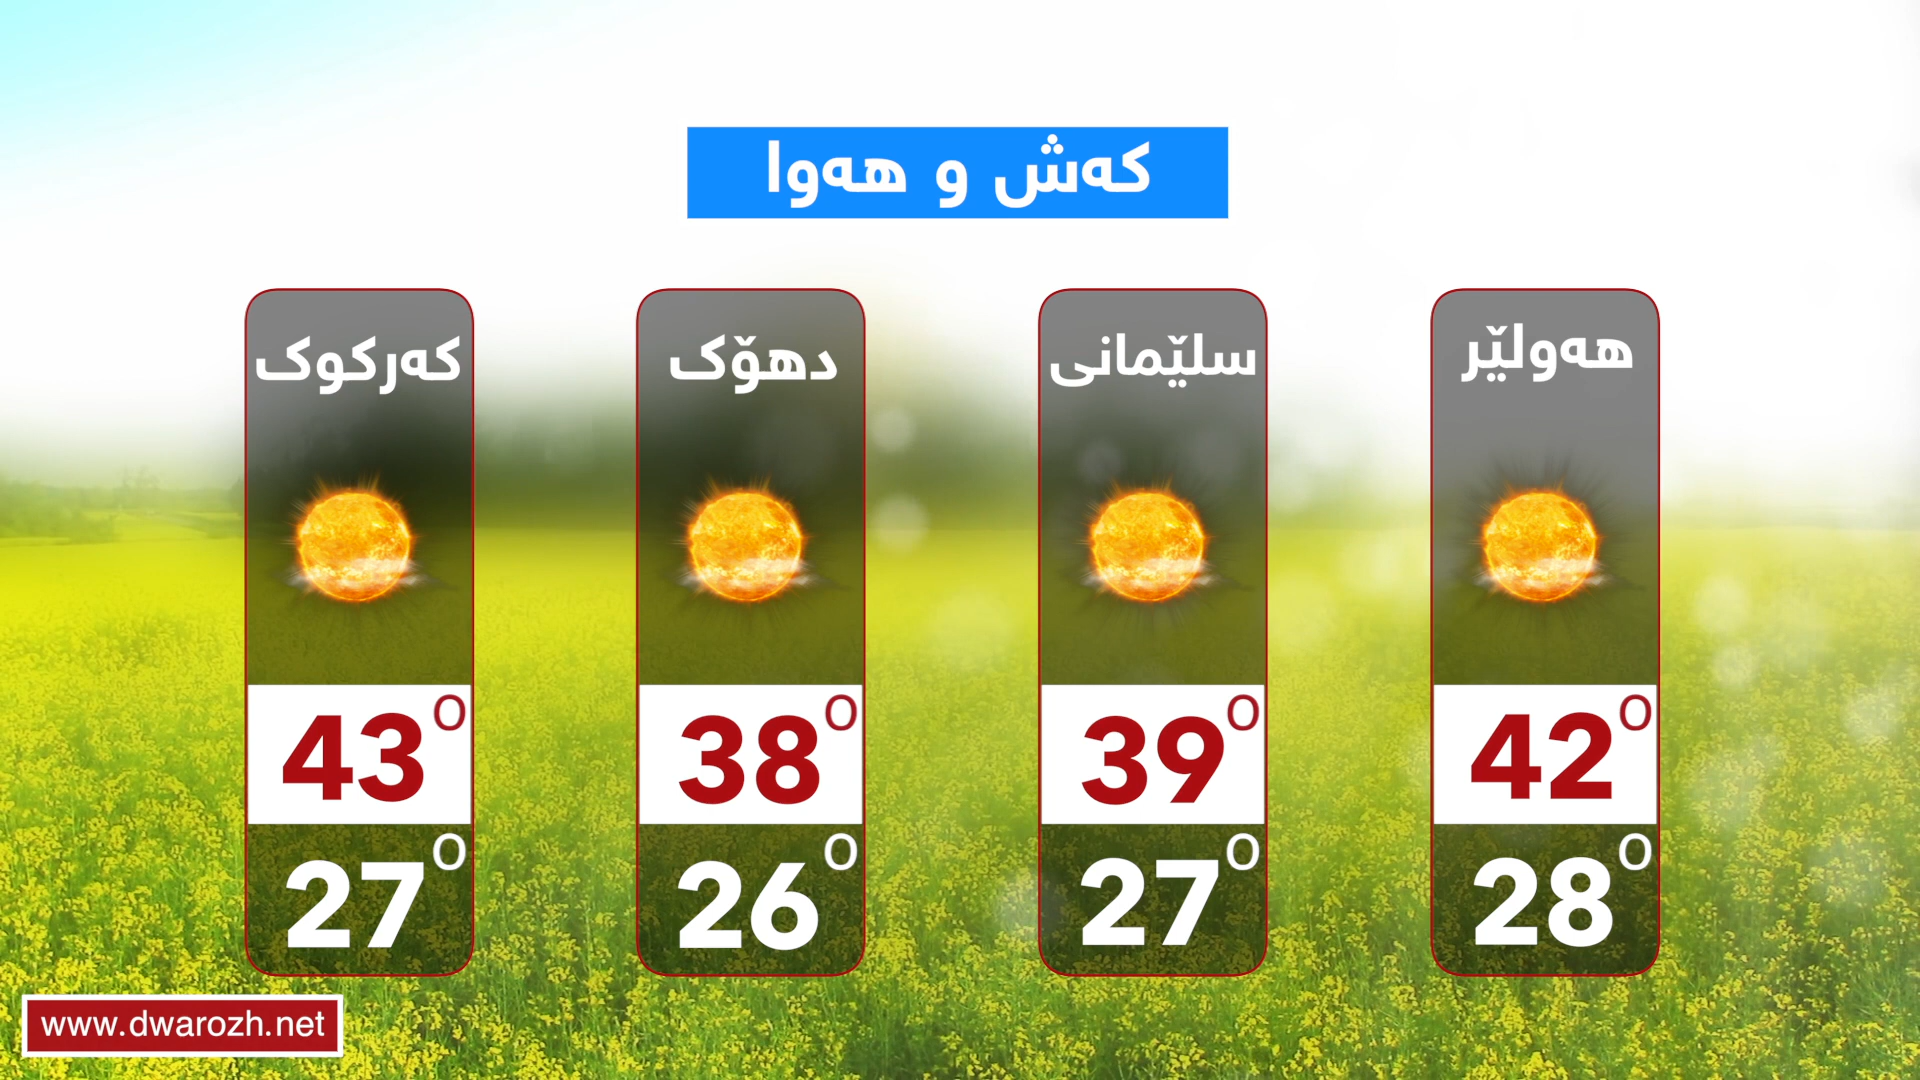 کەش و هەوا
هەولێر
42°
28°
سلێمانی
39°
27°
دهۆک
38°
26°
کەرکوک
43°
27°
www.dwarozh.net